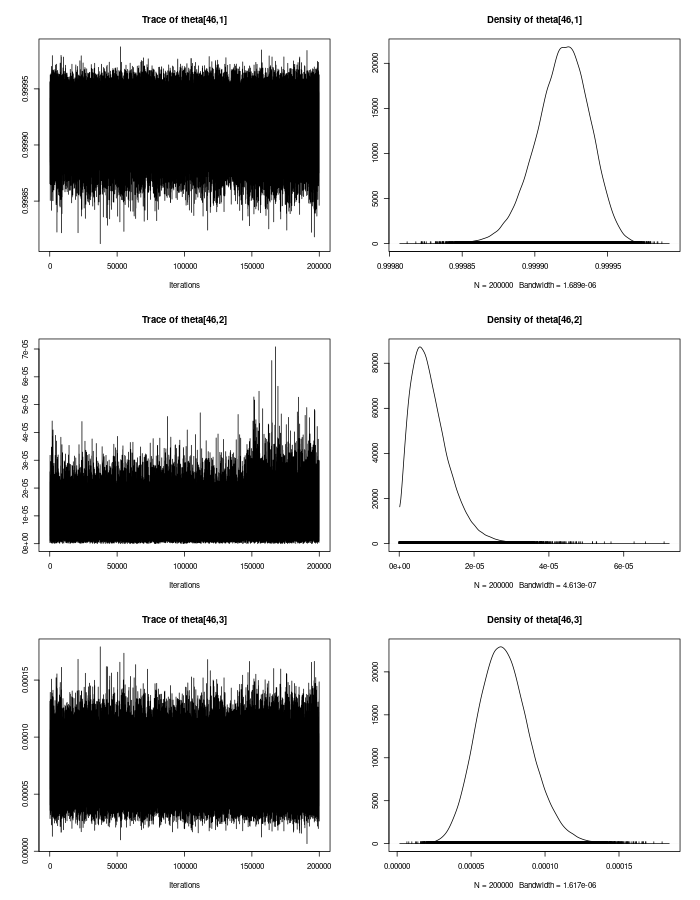 Trace of theta[46,1]
0.99985 0.99990 0.99995
0 50000 100000 150000 200000
Iterations
Density of theta[46,1]
0 5000 10000 15000 20000
0.99980 0.99985 0.99990 0.99995
N = 200000 Bandwidth = 1.689e-06
Trace of theta[46,2]
0e+00 1e-05 2e-05 3e-05 4e-05 5e-05 6e-05 7e-05
0 50000 100000 150000 200000
Iterations
Density of theta[46,2]
0 20000 40000 60000 80000
0e+00 2e-05 4e-05 6e-05
N = 200000 Bandwidth = 4.613e-07
Trace of theta[46,3]
0.00000 0.00005 0.00010 0.00015
0 50000 100000 150000 200000
Iterations
Density of theta[46,3]
0 5000 10000 15000 20000
0.00000 0.00005 0.00010 0.00015
N = 200000 Bandwidth = 1.617e-06